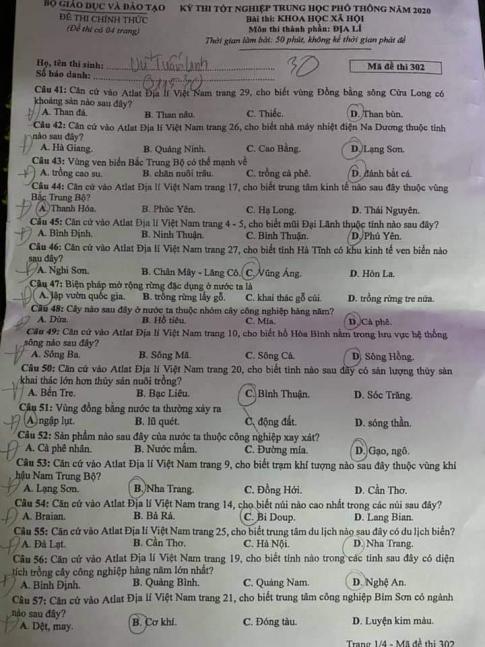 BỘ GIÁO DỤC VÀ ĐÀO TẠO KỲ THI TỐT NGHIỆP TRUNG HỌC PHỔ THÔNG NĂM 2020
ĐỀ THI CHÍNH THỨC Bài thi: KHOA HỌC XÃ HỘI
(Đề thi có 04 trang) Môn thi thành phần: ĐỊA LÍ
Thời gian làm bài: 50 phút, không kể thời gian phát đề
Họ, tên thí sinh: Vũ Tuấn Linh 30 Mã đề thi 302
Số báo danh:
Câu 41: Căn cứ vào Atlat Địa lí Việt Nam trang 29, cho biết vùng Đồng bằng sông Cửu Long có
khoáng sản nào sau đây?
A. Than đá. B. Than nâu. C. Thiếc. D. Than bùn.
Câu 42: Căn cứ vào Atlat Địa lí Việt Nam trang 26, cho biết nhà máy nhiệt điện Na Dương thuộc tỉnh
nào sau đây?
A. Hà Giang. B. Quảng Ninh. C. Cao Bằng. D. Lạng Sơn.
Câu 43: Vùng ven biển Bắc Trung Bộ có thế mạnh về
A. trồng cao su. B. chăn nuôi trâu. C. trồng cà phê. D. đánh bắt cá.
Câu 44: Căn cứ vào Atlat Địa lí Việt Nam trang 17, cho biết trung tâm kinh tế nào sau đây thuộc vùng
Bắc Trung Bộ?
A. Thanh Hóa. B. Phúc Yên. C. Hạ Long. D. Thái Nguyên.
Câu 45: Căn cứ vào Atlat Địa lí Việt Nam trang 4 - 5, cho biết mũi Đại Lãnh thuộc tỉnh nào sau đây?
A. Bình Định. B. Ninh Thuận. C. Bình Thuận. D. Phú Yên.
Câu 46: Căn cứ vào Atlat Địa lí Việt Nam trang 27, cho biết tỉnh Hà Tĩnh có khu kinh tế ven biển nào
sau đây?
A. Nghi Sơn. B. Chân Mây - Lăng Cô. C. Vũng Áng. D. Hòn La.
Câu 47: Biện pháp mở rộng rừng đặc dụng ở nước ta là
A. lập vườn quốc gia. B. trồng rừng lấy gỗ. C. khai thác gỗ củi. D. trồng rừng tre nứa.
Câu 48: Cây nào sau đây ở nước ta thuộc nhóm cây công nghiệp hàng năm?
A. Dừa. B. Hồ tiêu. C. Mía. D. Cà phê.
Câu 49: Căn cứ vào Atlat Địa lí Việt Nam trang 10, cho biết hồ Hòa Bình nằm trong lưu vực hệ thống
sông nào sau đây?
A. Sông Ba. B. Sông Mã. C. Sông Cả. D. Sông Hồng.
Câu 50: Căn cứ vào Atlat Địa lí Việt Nam trang 20, cho biết tỉnh nào sau đây có sản lượng thủy sản
khai thác lớn hơn thủy sản nuôi trồng?
A. Bến Tre. B. Bạc Liêu. C. Bình Thuận. D. Sóc Trăng.
Câu 51: Vùng đồng bằng nước ta thường xảy ra
A. ngập lụt. B. lũ quét. C. động đất. D. sóng thần.
Câu 52: Sản phẩm nào sau đây của nước ta thuộc công nghiệp xay xát?
A. Cà phê nhân. B. Nước mắm. C. Đường mía. D. Gạo, ngô.
Câu 53: Căn cứ vào Atlat Địa lí Việt Nam trang 9, cho biết trạm khí tượng nào sau đây thuộc vùng khí
hậu Nam Trung Bộ?
A. Lạng Sơn. B. Nha Trang. C. Đồng Hới. D. Cần Thơ.
Câu 54: Căn cứ vào Atlat Địa lí Việt Nam trang 14, cho biết núi nào cao nhất trong các núi sau đây?
A. Braian. B. Bà Rá. C. Bi Doup. D. Lang Bian.
Câu 55: Căn cứ vào Atlat Địa lí Việt Nam trang 25, cho biết trung tâm du lịch nào sau đây có du lịch biển?
A. Đà Lạt. B. Cần Thơ. C. Hà Nội. D. Nha Trang.
Câu 56: Căn cứ vào Atlat Địa lí Việt Nam trang 19, cho biết tỉnh nào trong các tỉnh sau đây có diện
tích trồng cây công nghiệp hàng năm lớn nhất?
A. Bình Định. B. Quảng Bình. C. Quảng Nam. D. Nghệ An.
Câu 57: Căn cứ vào Atlat Địa lí Việt Nam trang 21, cho biết trung tâm công nghiệp Bỉm Sơn có ngành
nào sau đây?
A. Dệt, may. B. Cơ khí. C. Đóng tàu. D. Luyện kim màu.
Trang 1/4 - Mã đề thi 302